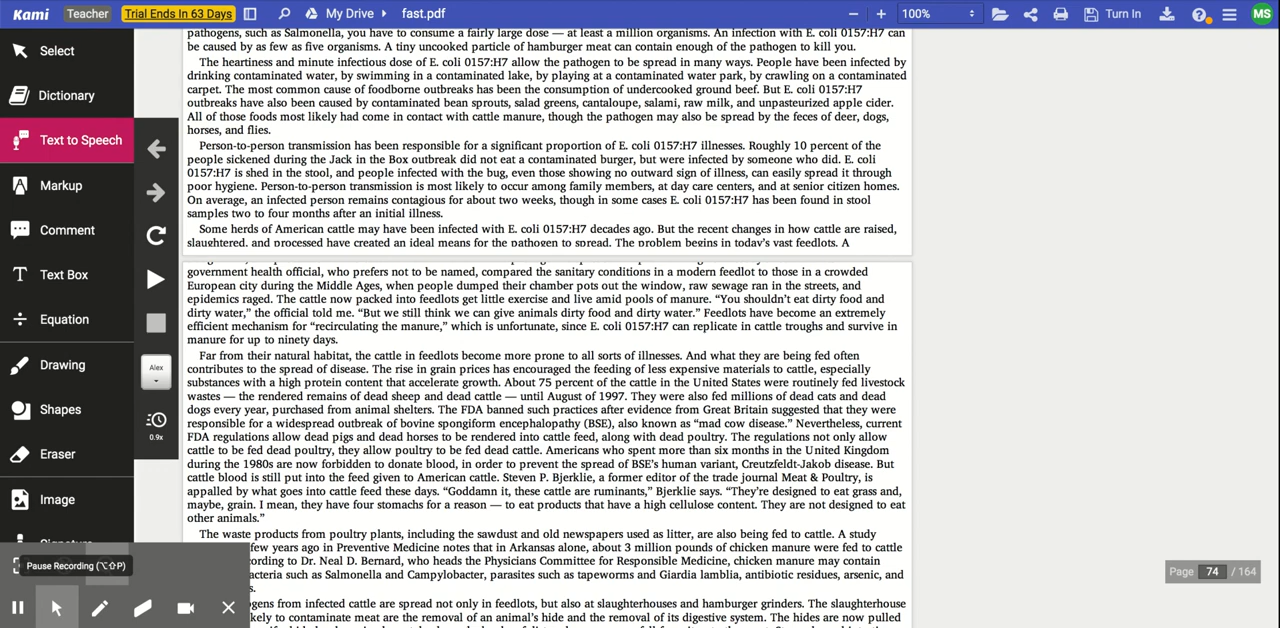 Kami Teacher Trial Ends In 63 Days My Drive fast.pdf 100% Turn In MS
Select
Dictionary
Text to Speech
Markup
Comment
Text Box
Equation
Drawing
Shapes
Eraser
Image
Alex
0.9x
pathogens, such as Salmonella, you have to consume a fairly large dose — at least a million organisms. An infection with E. coli 0157:H7 can
be caused by as few as five organisms. A tiny uncooked particle of hamburger meat can contain enough of the pathogen to kill you.
The heartiness and minute infectious dose of E. coli 0157:H7 allow the pathogen to be spread in many ways. People have been infected by
drinking contaminated water, by swimming in a contaminated lake, by playing at a contaminated water park, by crawling on a contaminated
carpet. The most common cause of foodborne outbreaks has been the consumption of undercooked ground beef. But E. coli 0157:H7
outbreaks have also been caused by contaminated bean sprouts, salad greens, cantaloupe, salami, raw milk, and unpasteurized apple cider.
All of those foods most likely had come in contact with cattle manure, though the pathogen may also be spread by the feces of deer, dogs,
horses, and flies.
Person-to-person transmission has been responsible for a significant proportion of E. coli 0157:H7 illnesses. Roughly 10 percent of the
people sickened during the Jack in the Box outbreak did not eat a contaminated burger, but were infected by someone who did. E. coli
0157:H7 is shed in the stool, and people infected with the bug, even those showing no outward sign of illness, can easily spread it through
poor hygiene. Person-to-person transmission is most likely to occur among family members, at day care centers, and at senior citizen homes.
On average, an infected person remains contagious for about two weeks, though in some cases E. coli 0157:H7 has been found in stool
samples two to four months after an initial illness.
Some herds of American cattle may have been infected with E. coli 0157:H7 decades ago. But the recent changes in how cattle are raised,
slaughtered, and processed have created an ideal means for the pathogen to spread. The problem begins in today's vast feedlots. A
government health official, who prefers not to be named, compared the sanitary conditions in a modern feedlot to those in a crowded
European city during the Middle Ages, when people dumped their chamber pots out the window, raw sewage ran in the streets, and
epidemics raged. The cattle now packed into feedlots get little exercise and live amid pools of manure. “You shouldn’t eat dirty food and
dirty water,” the official told me. “But we still think we can give animals dirty food and dirty water.” Feedlots have become an extremely
efficient mechanism for “recirculating the manure,” which is unfortunate, since E. coli 0157:H7 can replicate in cattle troughs and survive in
manure for up to ninety days.
Far from their natural habitat, the cattle in feedlots become more prone to all sorts of illnesses. And what they are being fed often
contributes to the spread of disease. The rise in grain prices has encouraged the feeding of less expensive materials to cattle, especially
substances with a high protein content that accelerate growth. About 75 percent of the cattle in the United States were routinely fed livestock
wastes — the rendered remains of dead sheep and dead cattle — until August of 1997. They were also fed millions of dead cats and dead
dogs every year, purchased from animal shelters. The FDA banned such practices after evidence from Great Britain suggested that they were
responsible for a widespread outbreak of bovine spongiform encephalopathy (BSE), also known as “mad cow disease.” Nevertheless, current
FDA regulations allow dead pigs and dead horses to be rendered into cattle feed, along with dead poultry. The regulations not only allow
cattle to be fed dead poultry, they allow poultry to be fed dead cattle. Americans who spent more than six months in the United Kingdom
during the 1980s are now forbidden to donate blood, in order to prevent the spread of BSE’s human variant, Creutzfeldt-Jakob disease. But
cattle blood is still put into the feed given to American cattle. Steven P. Bjerklie, a former editor of the trade journal Meat & Poultry, is
appalled by what goes into cattle feed these days. “Goddamn it, these cattle are ruminants,” Bjerklie says. “They’re designed to eat grass and,
maybe, grain. I mean, they have four stomachs for a reason — to eat products that have a high cellulose content. They are not designed to eat
other animals.”
The waste products from poultry plants, including the sawdust and old newspapers used as litter, are also being fed to cattle. A study
few years ago in Preventive Medicine notes that in Arkansas alone, about 3 million pounds of chicken manure were fed to cattle
cording to Dr. Neal D. Bernard, who heads the Physicians Committee for Responsible Medicine, chicken manure may contain
acteria such as Salmonella and Campylobacter, parasites such as tapeworms and Giardia lamblia, antibiotic residues, arsenic, and
s.
ogens from infected cattle are spread not only in feedlots, but also at slaughterhouses and hamburger grinders. The slaughterhouse
kely to contaminate meat are the removal of an animal’s hide and the removal of its digestive system. The hides are now pulled
Pause Recording (⌥⇧P)
Page 74 / 164